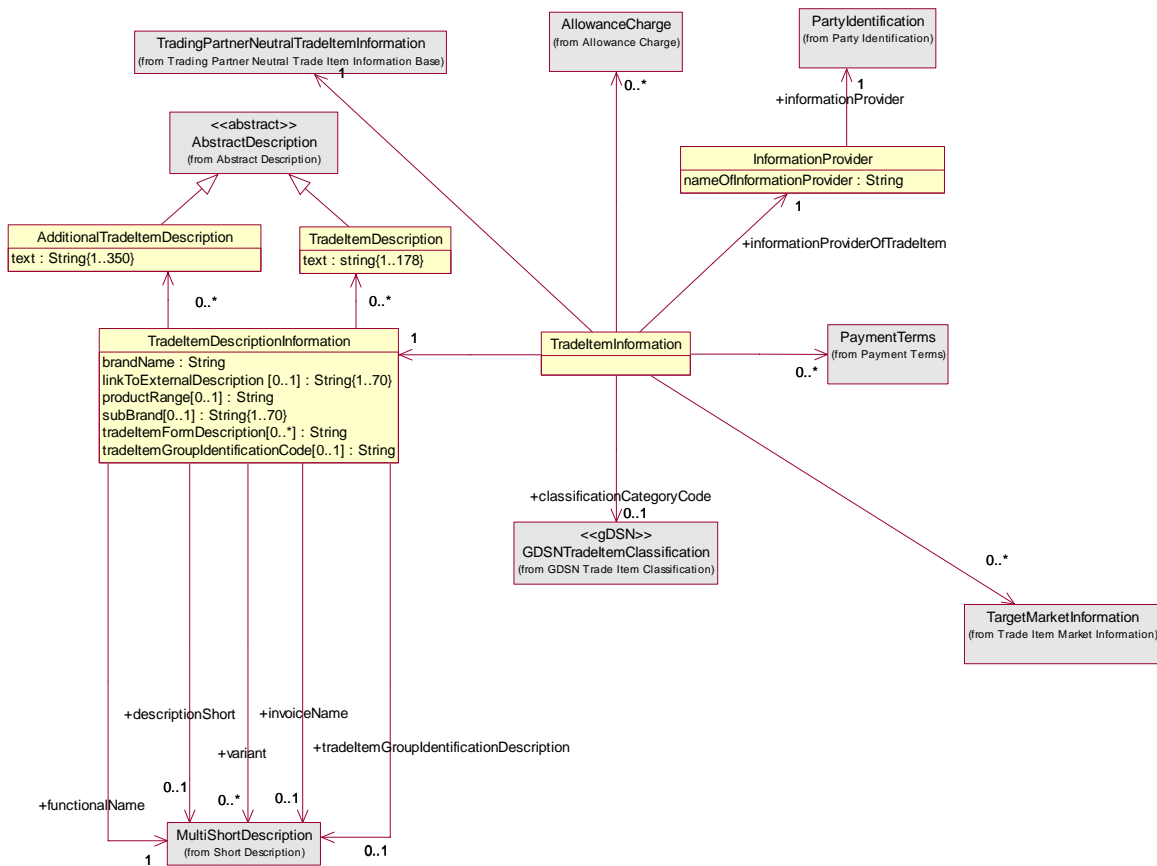 AllowanceCharge
(from Allowance Charge)
PartyIdentification
(from Party Identification)
TradingPartnerNeutralTradeItemInformation
(from Trading Partner Neutral Trade Item Information Base)
1
0..*
1
+informationProvider
<<abstract>>
AbstractDescription
(from Abstract Description)
InformationProvider
nameOfInformationProvider : String
1
+informationProviderOfTradeItem
AdditionalTradeItemDescription
text : String{1..350}
TradeItemDescription
text : string{1..178}
0..*
0..*
TradeItemDescriptionInformation
brandName : String
linkToExternalDescription [0..1] : String{1..70}
productRange[0..1] : String
subBrand[0..1] : String{1..70}
tradeItemFormDescription[0..*] : String
tradeItemGroupIdentificationCode[0..1] : String
1
TradeItemInformation
PaymentTerms
(from Payment Terms)
0..*
+classificationCategoryCode
0..1
<<gDSN>>
GDSNTradeItemClassification
(from GDSN Trade Item Classification)
0..*
TargetMarketInformation
(from Trade Item Market Information)
+descriptionShort
+invoiceName
+variant
+tradeItemGroupIdentificationDescription
0..1
0..*
0..1
+functionalName
MultiShortDescription
(from Short Description)
1
0..1